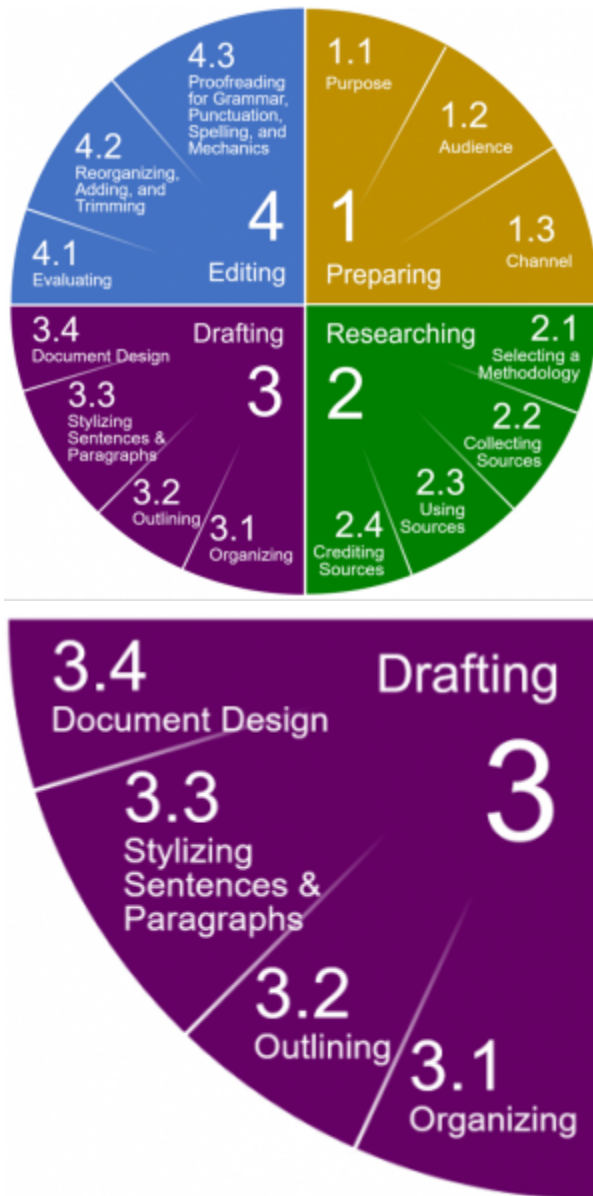 1.1
Purpose
1.2
Audience
1.3
Channel
1
Preparing
Researching
2
2.1
Selecting a
Methodology
2.2
Collecting
Sources
2.3
Using
Sources
2.4
Crediting
Sources
Drafting
3
3.1
Organizing
3.2
Outlining
3.3
Stylizing
Sentences &
Paragraphs
3.4
Document Design
4
Editing
4.1
Evaluating
4.2
Reorganizing,
Adding, and
Trimming
4.3
Proofreading
for Grammar,
Punctuation,
Spelling, and
Mechanics
Drafting
3
3.1
Organizing
3.2
Outlining
3.3
Stylizing
Sentences &
Paragraphs
3.4
Document Design